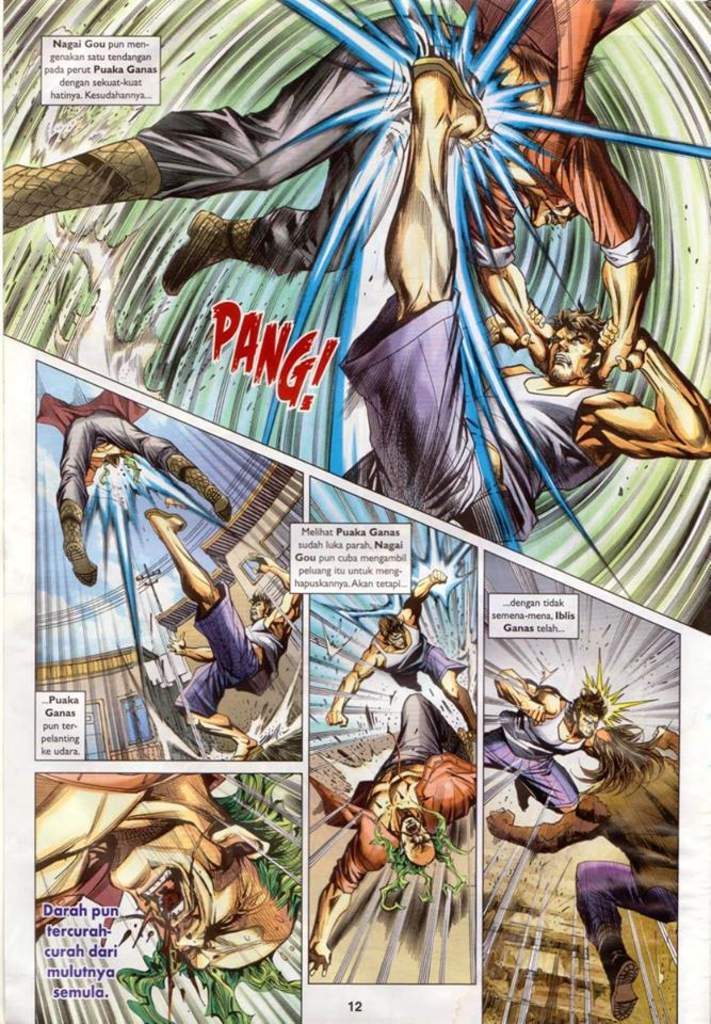 Nagai Gou pun men-
genakan satu tendangan
pada perut Puaka Ganas
dengan sekuat-kuat
hatinya. Kesudahannya...
PANG!
...Puaka
Ganas
pun ter-
pelanting
ke udara.
Melihat Puaka Ganas
sudah luka parah, Nagai
Gou pun cuba mengambil
peluang itu untuk meng-
hapuskannya. Akan tetapi...
...dengan tidak
semena-mena, Iblis
Ganas telah...
Darah pun
tercurah-
curah dari
mulutnya
semula.
12